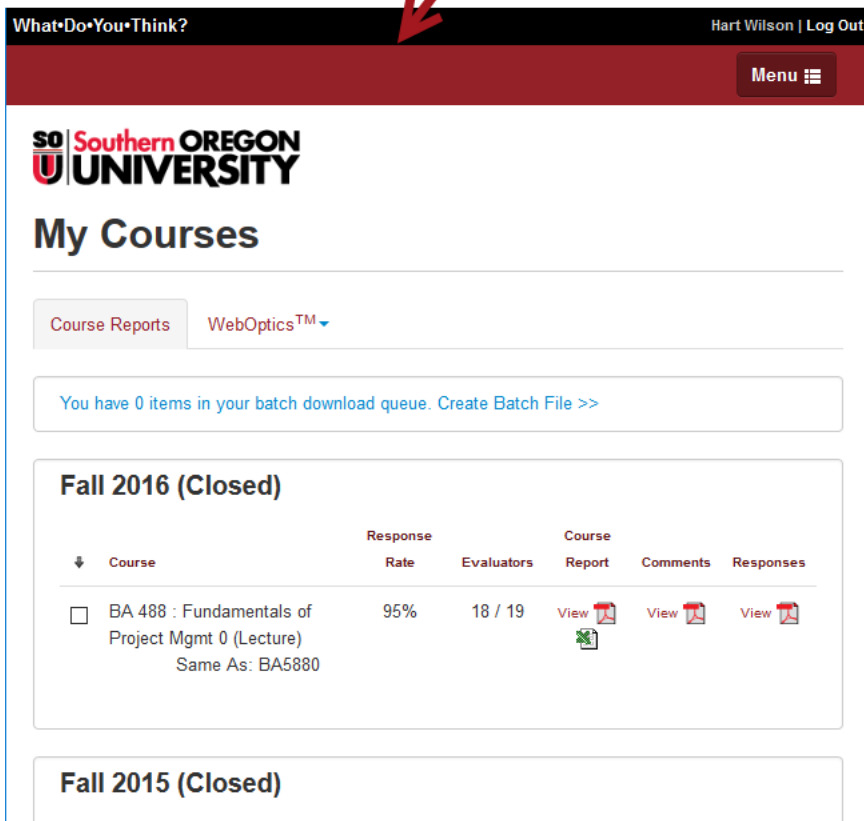 What•Do•You•Think?
Hart Wilson | Log Out
Menu
SO Southern OREGON
U UNIVERSITY
My Courses
Course Reports WebOptics™
You have 0 items in your batch download queue. Create Batch File >>
Fall 2016 (Closed)
Response Course
Course Rate Evaluators Report Comments Responses
BA 488 : Fundamentals of 95% 18 / 19 View View View
Project Mgmt 0 (Lecture)
Same As: BA5880
Fall 2015 (Closed)